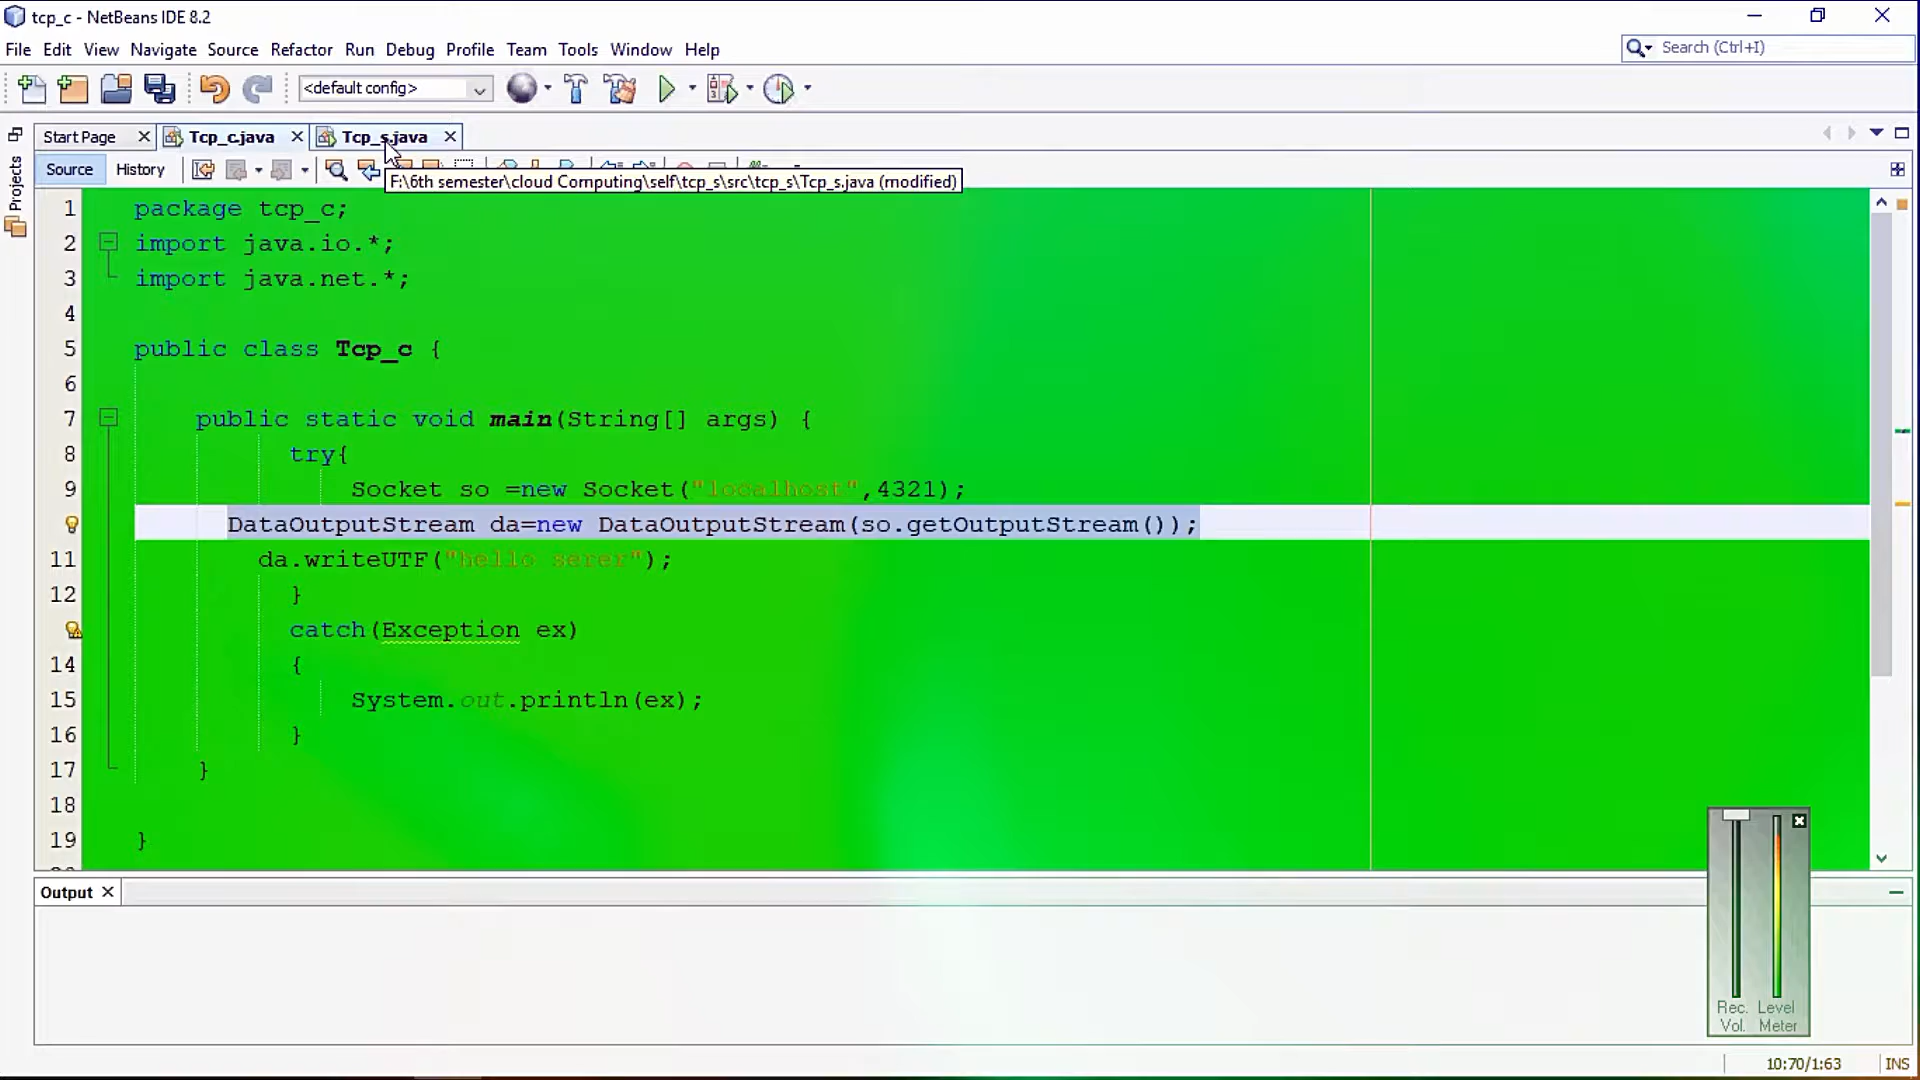 tcp_c - NetBeans IDE 8.2
File Edit View Navigate Source Refactor Run Debug Profile Team Tools Window Help
Search (Ctrl+I)
<default config>
Start Page Tcp_c.java Tcp_s.java
Projects
Source History
F:\6th semester\cloud Computing\self\tcp_s\src\tcp_s\Tcp_s.java (modified)
1 package tcp_c;
2 import java.io.*;
3 import java.net.*;
4
5 public class Tcp_c {
6
7 public static void main(String[] args) {
8 try{
9 Socket so =new Socket("localhost",4321);
DataOutputStream da=new DataOutputStream(so.getOutputStream());
11 da.writeUTF("hello serer");
12 }
catch(Exception ex)
14 {
15 System.out.println(ex);
16 }
17 }
18
19 }
Output
Rec. Level
Vol. Meter
10:70/1:63 INS